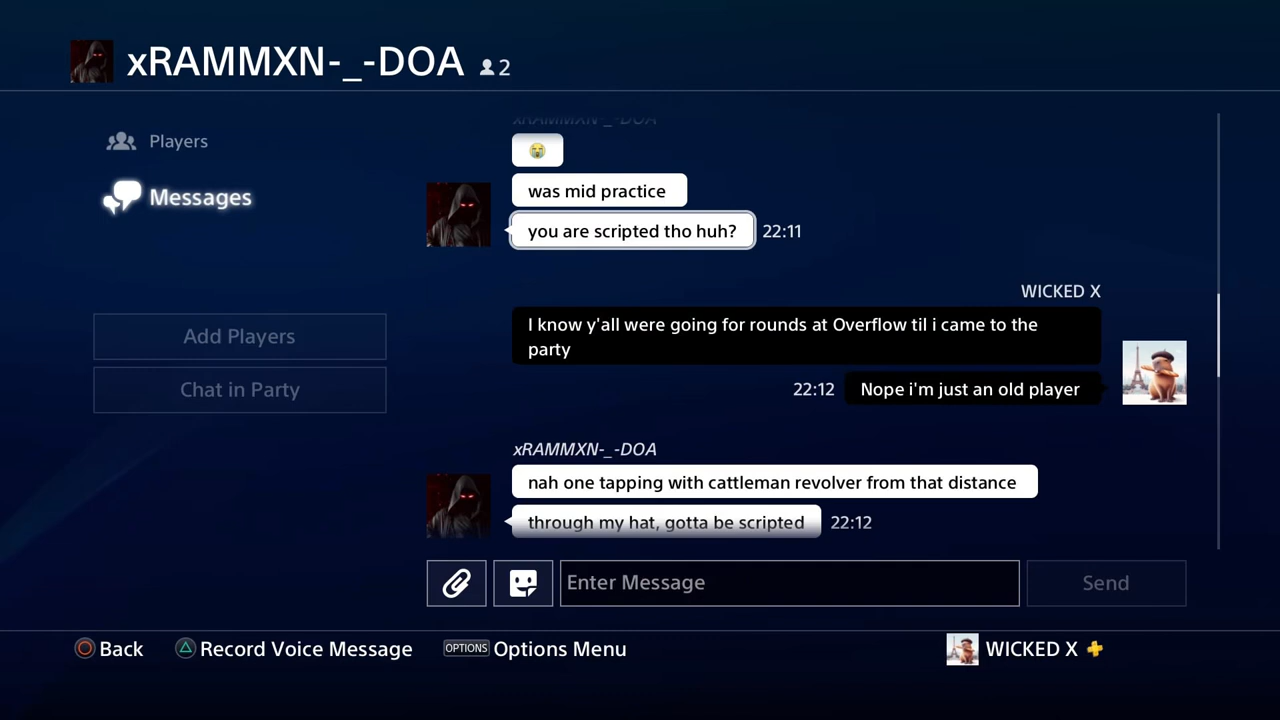 xRAMMXN-_-DOA 2
Players
Messages
Add Players
Chat in Party
xRAMMXN-_-DOA
😭
was mid practice
you are scripted tho huh? 22:11
WICKED X
I know y'all were going for rounds at Overflow til i came to the
party
22:12 Nope i'm just an old player
xRAMMXN-_-DOA
nah one tapping with cattleman revolver from that distance
through my hat, gotta be scripted 22:12
Enter Message
Send
Back
Record Voice Message
OPTIONS Options Menu
WICKED X